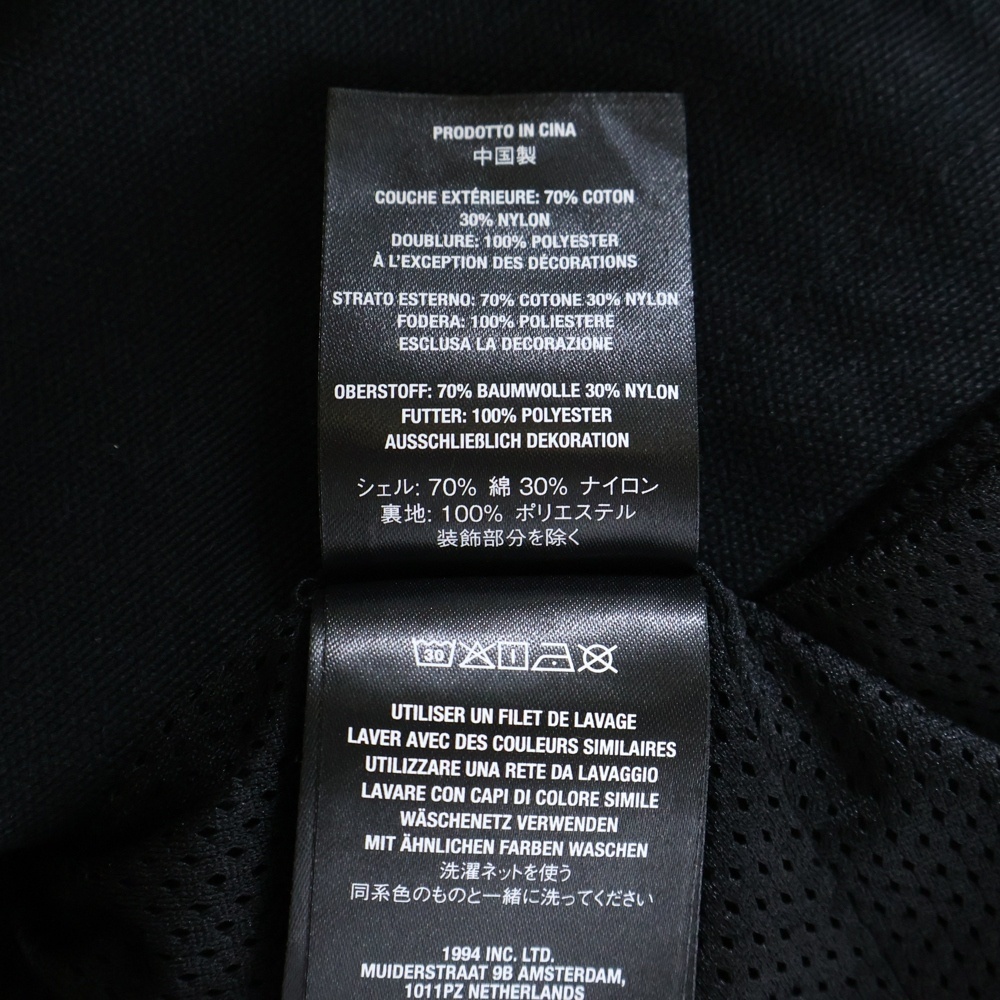 PRODOTTO IN CINA
中国製
COUCHE EXTÉRIEURE: 70% COTON
30% NYLON
DOUBLURE: 100% POLYESTER
À L'EXCEPTION DES DÉCORATIONS
STRATO ESTERNO: 70% COTONE 30% NYLON
FODERA: 100% POLIESTERE
ESCLUSA LA DECORAZIONE
OBERSTOFF: 70% BAUMWOLLE 30% NYLON
FUTTER: 100% POLYESTER
AUSSCHLIEßLICH DEKORATION
シェル: 70% 綿 30% ナイロン
裏地: 100% ポリエステル
装飾部分を除く
30
UTILISER UN FILET DE LAVAGE
LAVER AVEC DES COULEURS SIMILAIRES
UTILIZZARE UNA RETE DA LAVAGGIO
LAVARE CON CAPI DI COLORE SIMILE
WÄSCHENETZ VERWENDEN
MIT ÄHNLICHEN FARBEN WASCHEN
洗濯ネットを使う
同系色のものと一緒に洗ってください
1994 INC. LTD.
MUIDERSTRAAT 9B AMSTERDAM,
1011PZ NETHERLANDS